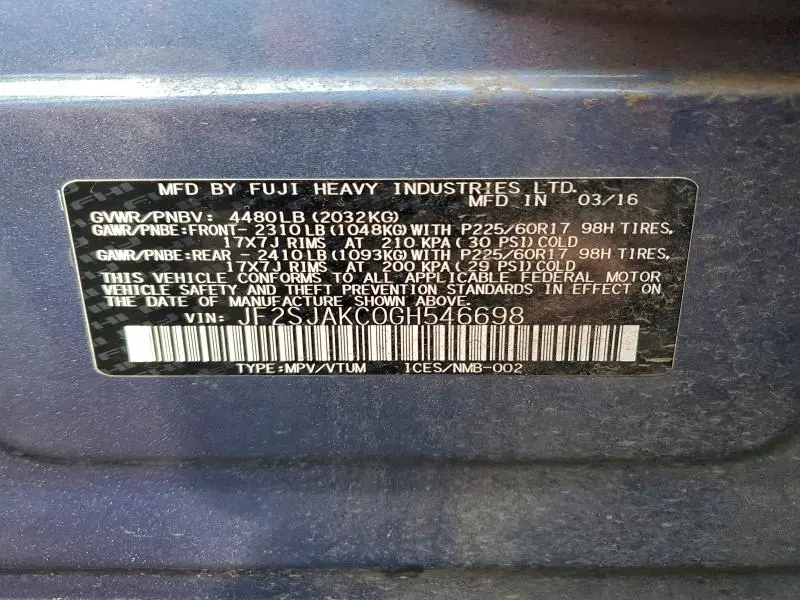 MFD BY FUJI HEAVY INDUSTRIES LTD.
MFD IN 03/16
GVWR/PNBV: 4480LB(2032KG)
GAWR/PNBE:FRONT- 2310LB(1048KG)WITH P225/60R17 98H TIRES,
17X7J RIMS AT 210 KPA(30 PSI)COLD
GAWR/PNBE:REAR - 2410LB(1093KG)WITH P225/60R17 98H TIRES,
17X7J RIMS AT 200 KPA(29 PSI)COLD
THIS VEHICLE CONFORMS TO ALL APPLICABLE FEDERAL MOTOR
VEHICLE SAFETY AND THEFT PREVENTION STANDARDS IN EFFECT ON
THE DATE OF MANUFACTURE SHOWN ABOVE.
VIN: JF2SJAKC0GH546698
TYPE:MPV/VTUM ICES/NMB-002